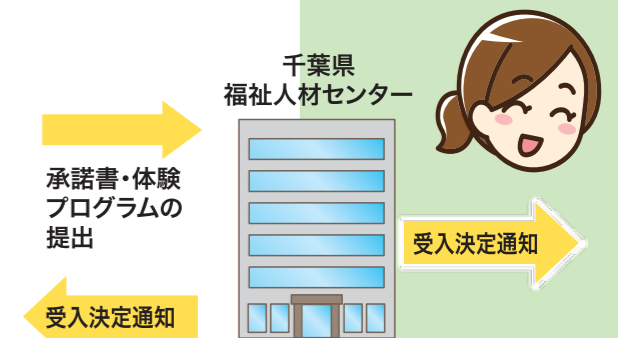 千葉県
福祉人材センター
承諾書・体験
プログラムの
提出
受入決定通知
受入決定通知